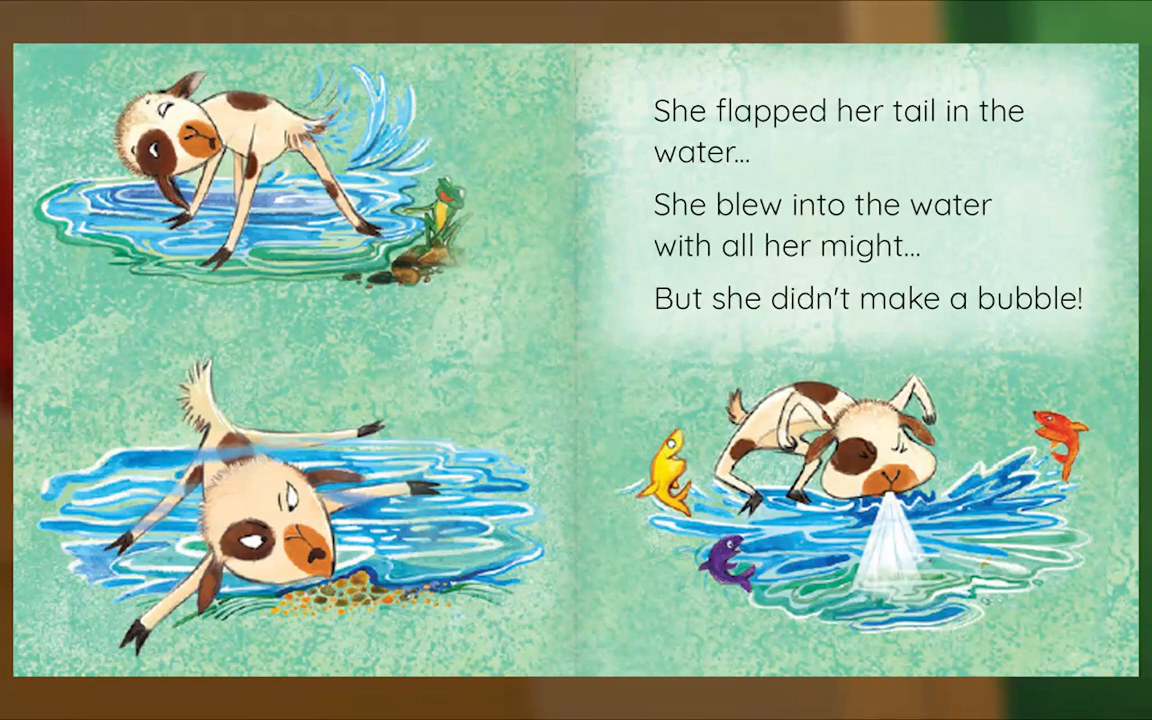 She flapped her tail in the
water...
She blew into the water
with all her might...
But she didn't make a bubble!